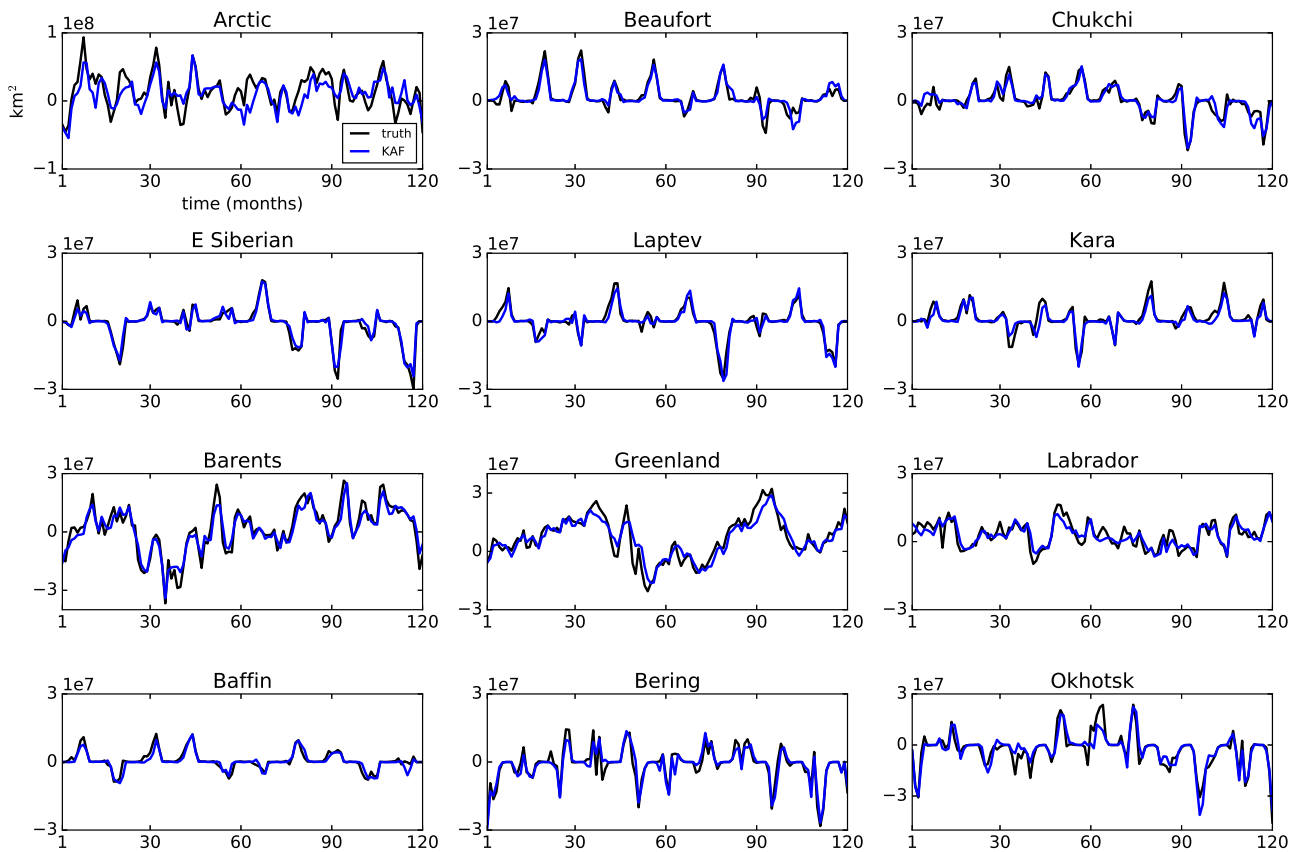 Arctic
Beaufort
Chukchi
1e8
3 1e7
3 1e7
1
0
−1
km²
truth
KAF
0
−3
0
−3
1 30 60 90 120
1 30 60 90 120
1 30 60 90 120
time (months)
E Siberian
Laptev
Kara
3 1e7
3 1e7
3 1e7
0
0
0
−3
−3
−3
1 30 60 90 120
1 30 60 90 120
1 30 60 90 120
Barents
Greenland
Labrador
3 1e7
1e7
3 1e7
3
0
0
0
−3
−3
−3
1 30 60 90 120
1 30 60 90 120
1 30 60 90 120
Baffin
Bering
Okhotsk
3 1e7
3 1e7
3 1e7
0
0
0
−3
−3
−3
1 30 60 90 120
1 30 60 90 120
1 30 60 90 120